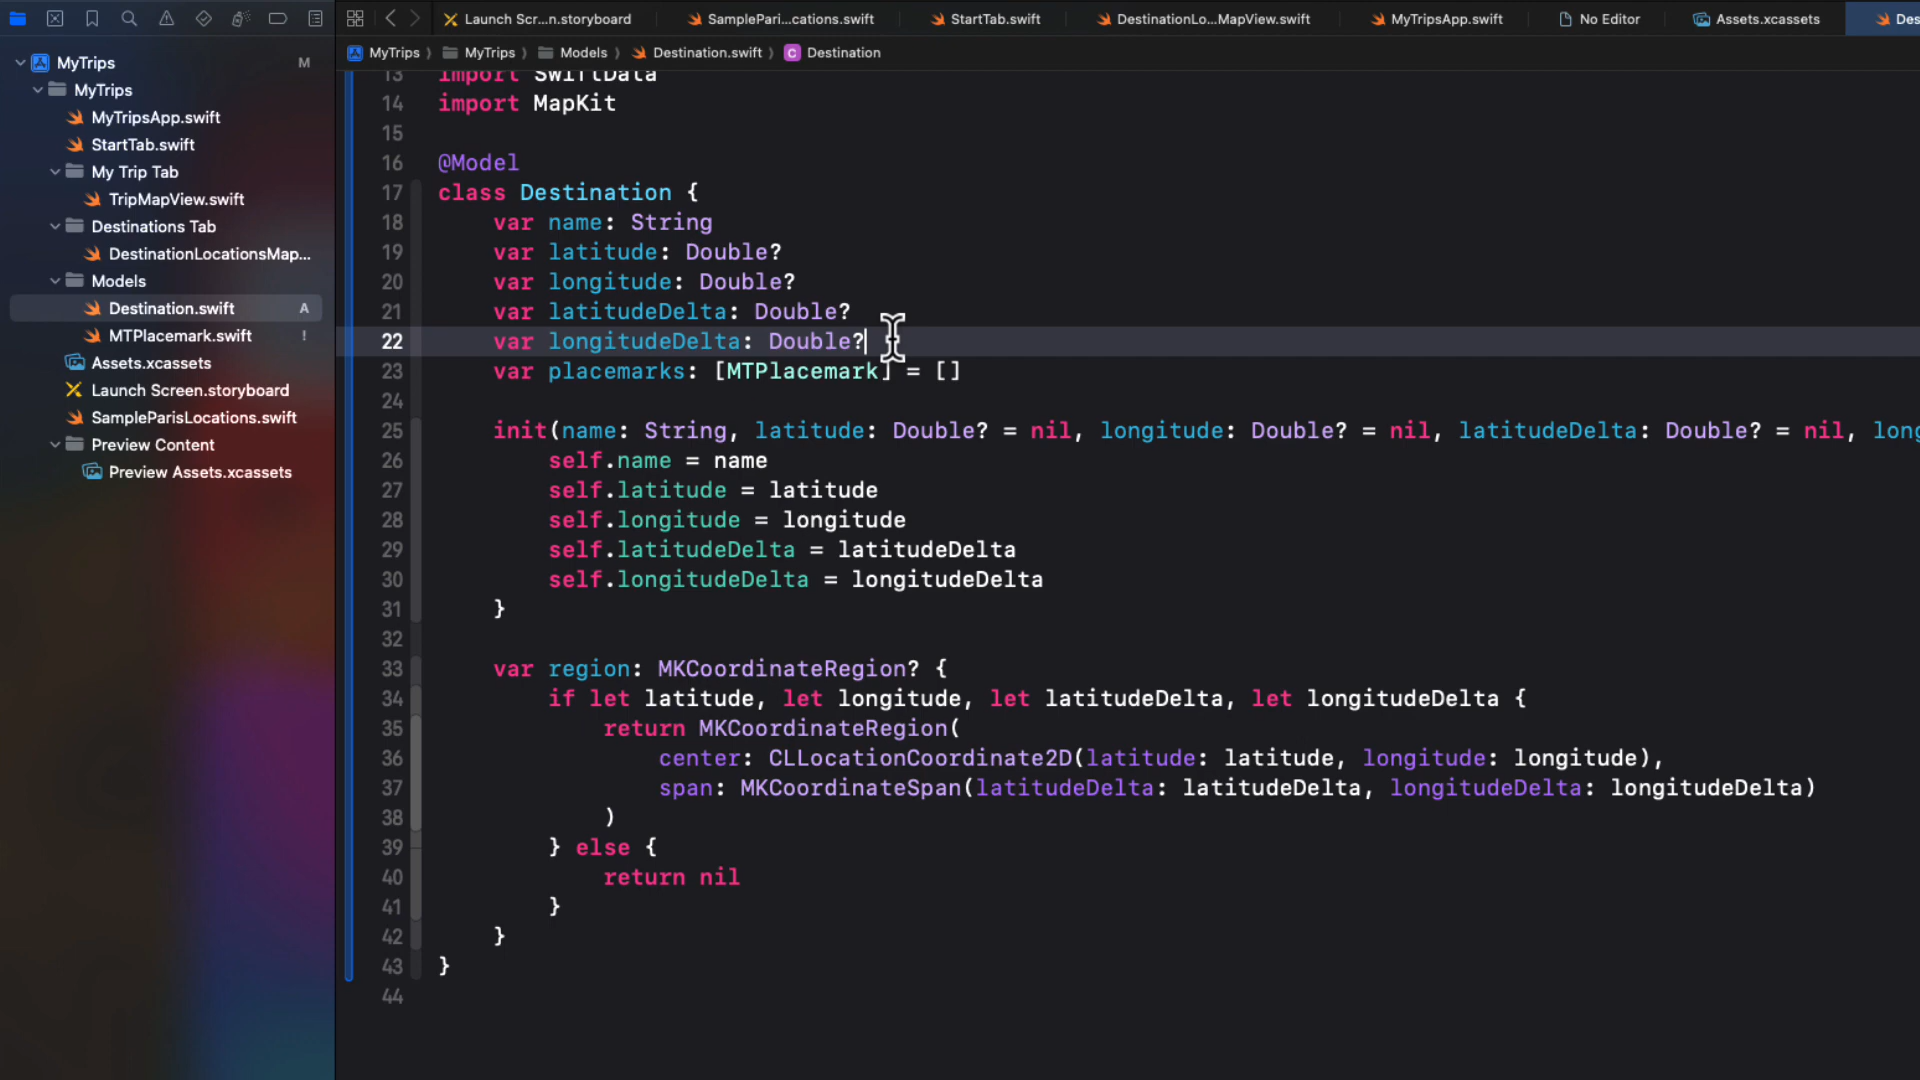 Launch Scr...n.storyboard
SamplePari...cations.swift
StartTab.swift
DestinationLo...MapView.swift
MyTripsApp.swift
No Editor
Assets.xcassets
Des
MyTrips
MyTrips
Models
Destination.swift
Destination
MyTrips M
MyTrips
MyTripsApp.swift
StartTab.swift
My Trip Tab
TripMapView.swift
Destinations Tab
DestinationLocationsMap...
Models
Destination.swift A
MTPlacemark.swift !
Assets.xcassets
Launch Screen.storyboard
SampleParisLocations.swift
Preview Content
Preview Assets.xcassets
13 import SwiftData
14 import MapKit
15
16 @Model
17 class Destination {
18 var name: String
19 var latitude: Double?
20 var longitude: Double?
21 var latitudeDelta: Double?
22 var longitudeDelta: Double?
23 var placemarks: [MTPlacemark] = []
24
25 init(name: String, latitude: Double? = nil, longitude: Double? = nil, latitudeDelta: Double? = nil, long
26 self.name = name
27 self.latitude = latitude
28 self.longitude = longitude
29 self.latitudeDelta = latitudeDelta
30 self.longitudeDelta = longitudeDelta
31 }
32
33 var region: MKCoordinateRegion? {
34 if let latitude, let longitude, let latitudeDelta, let longitudeDelta {
35 return MKCoordinateRegion(
36 center: CLLocationCoordinate2D(latitude: latitude, longitude: longitude),
37 span: MKCoordinateSpan(latitudeDelta: latitudeDelta, longitudeDelta: longitudeDelta)
38 )
39 } else {
40 return nil
41 }
42 }
43 }
44